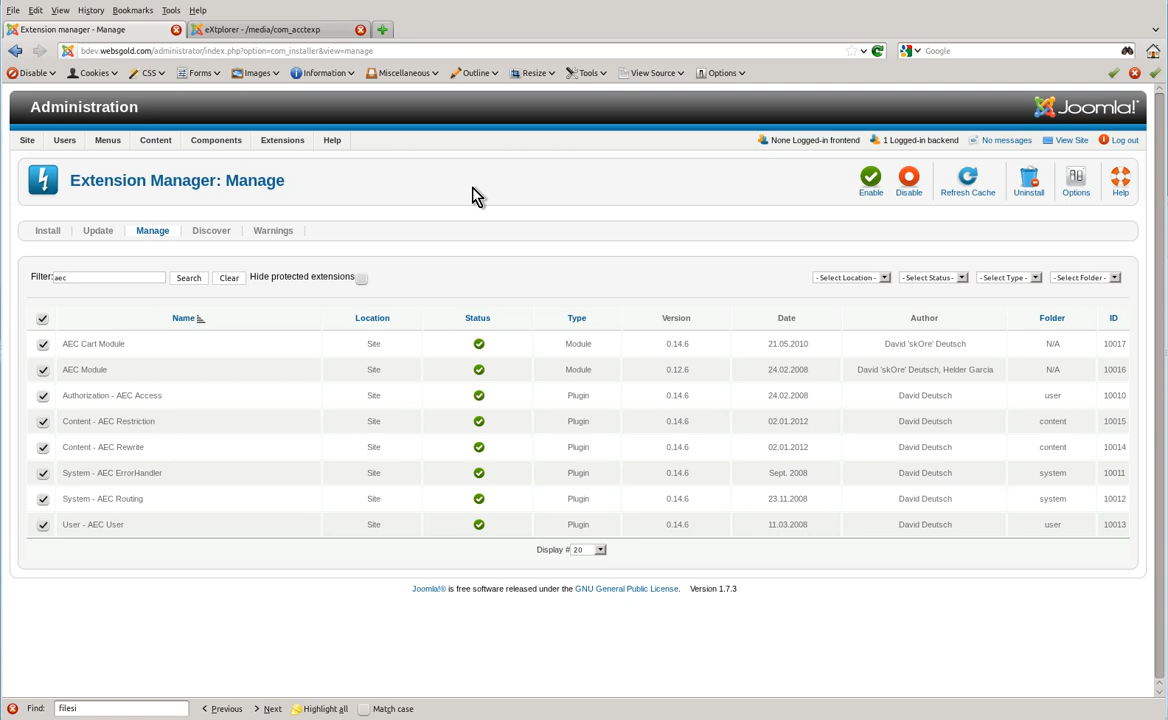 File Edit View History Bookmarks Tools Help
Extension manager - Manage eXtplorer - /media/com_acctexp
bdev.websgold.com/administrator/index.php?option=com_installer&view=manage Google
Disable Cookies CSS Forms Images Information Miscellaneous Outline Resize Tools View Source Options
Administration Joomla!
Site Users Menus Content Components Extensions Help None Logged-in frontend 1 Logged-in backend No messages View Site Log out
Extension Manager: Manage Enable Disable Refresh Cache Uninstall Options Help
Install Update Manage Discover Warnings
Filter: aec Search Clear Hide protected extensions - Select Location - - Select Status - - Select Type - - Select Folder -
Name Location Status Type Version Date Author Folder ID
AEC Cart Module Site Module 0.14.6 21.05.2010 David 'skOre' Deutsch N/A 10017
AEC Module Site Module 0.12.6 24.02.2008 David 'skOre' Deutsch, Helder Garcia N/A 10016
Authorization - AEC Access Site Plugin 0.14.6 24.02.2008 David Deutsch user 10010
Content - AEC Restriction Site Plugin 0.14.6 02.01.2012 David Deutsch content 10015
Content - AEC Rewrite Site Plugin 0.14.6 02.01.2012 David Deutsch content 10014
System - AEC ErrorHandler Site Plugin 0.14.6 Sept. 2008 David Deutsch system 10011
System - AEC Routing Site Plugin 0.14.6 23.11.2008 David Deutsch system 10012
User - AEC User Site Plugin 0.14.6 11.03.2008 David Deutsch user 10013
Display # 20
Joomla!® is free software released under the GNU General Public License. Version 1.7.3
Find: filesi Previous Next Highlight all Match case